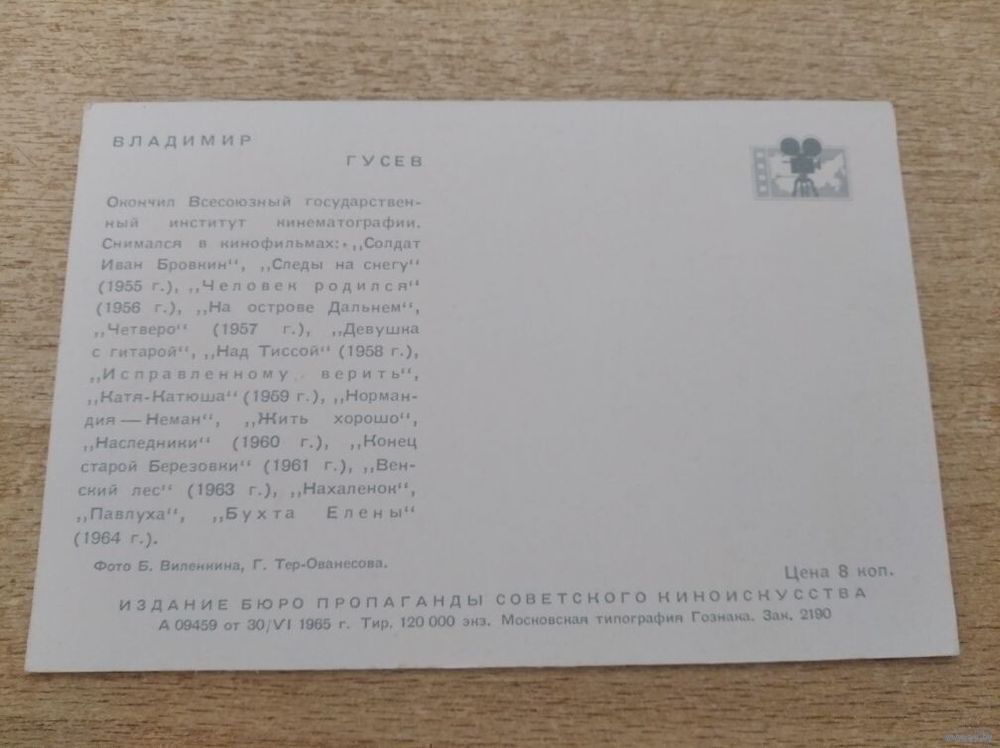 ВЛАДИМИР
ГУСЕВ
Окончил Всесоюзный государствен-
ный институт кинематографии.
Снимался в кинофильмах: ,,Солдат
Иван Бровкин“, ,,Следы на снегу“
(1955 г.), ,,Человек родился“
(1956 г.), ,,На острове Дальнем“,
,,Четверо“ (1957 г.), ,,Девушка
с гитарой“, ,,Над Тиссой“ (1958 г.),
,,Исправленному верить“,
,,Катя-Катюша“ (1959 г.), ,,Норман-
дия — Неман“, ,,Жить хорошо“,
,,Наследники“ (1960 г.), ,,Конец
старой Березовки“ (1961 г.), ,,Вен-
ский лес“ (1963 г.), ,,Нахаленок“,
,,Павлуха“, ,,Бухта Елены“
(1964 г.).
Фото Б. Виленкина, Г. Тер-Ованесова.
Цена 8 коп.
ИЗДАНИЕ БЮРО ПРОПАГАНДЫ СОВЕТСКОГО КИНОИСКУССТВА
А 09459 от 30/VI 1965 г. Тир. 120 000 экз. Московская типография Гознака. Зак. 2190